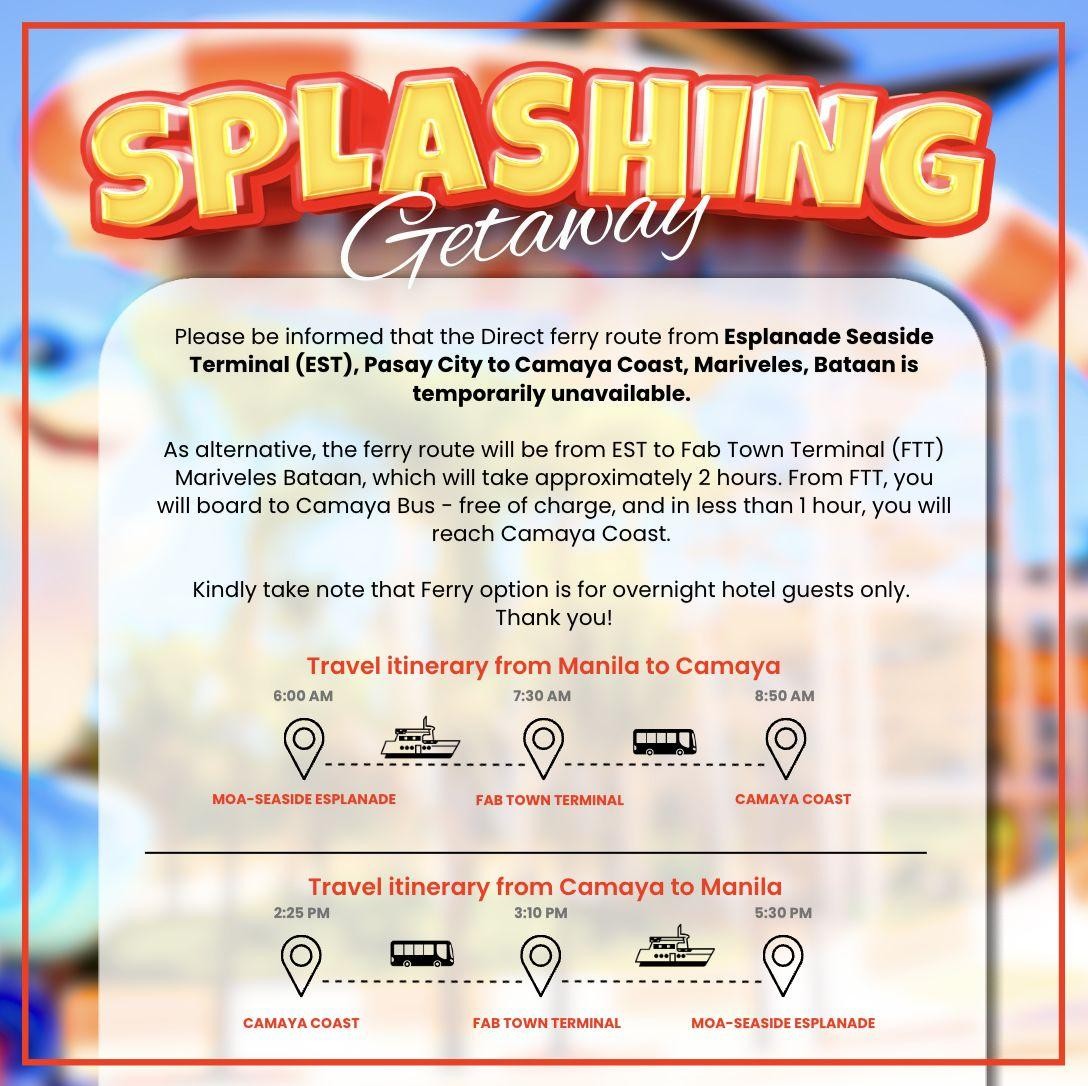 SPLASHING
Getaway
Please be informed that the Direct ferry route from Esplanade Seaside
Terminal (EST), Pasay City to Camaya Coast, Mariveles, Bataan is
temporarily unavailable.
As alternative, the ferry route will be from EST to Fab Town Terminal (FTT)
Mariveles Bataan, which will take approximately 2 hours. From FTT, you
will board to Camaya Bus - free of charge, and in less than 1 hour, you will
reach Camaya Coast.
Kindly take note that Ferry option is for overnight hotel guests only.
Thank you!
Travel itinerary from Manila to Camaya
6:00 AM 7:30 AM 8:50 AM
MOA-SEASIDE ESPLANADE FAB TOWN TERMINAL CAMAYA COAST
Travel itinerary from Camaya to Manila
2:25 PM 3:10 PM 5:30 PM
CAMAYA COAST FAB TOWN TERMINAL MOA-SEASIDE ESPLANADE